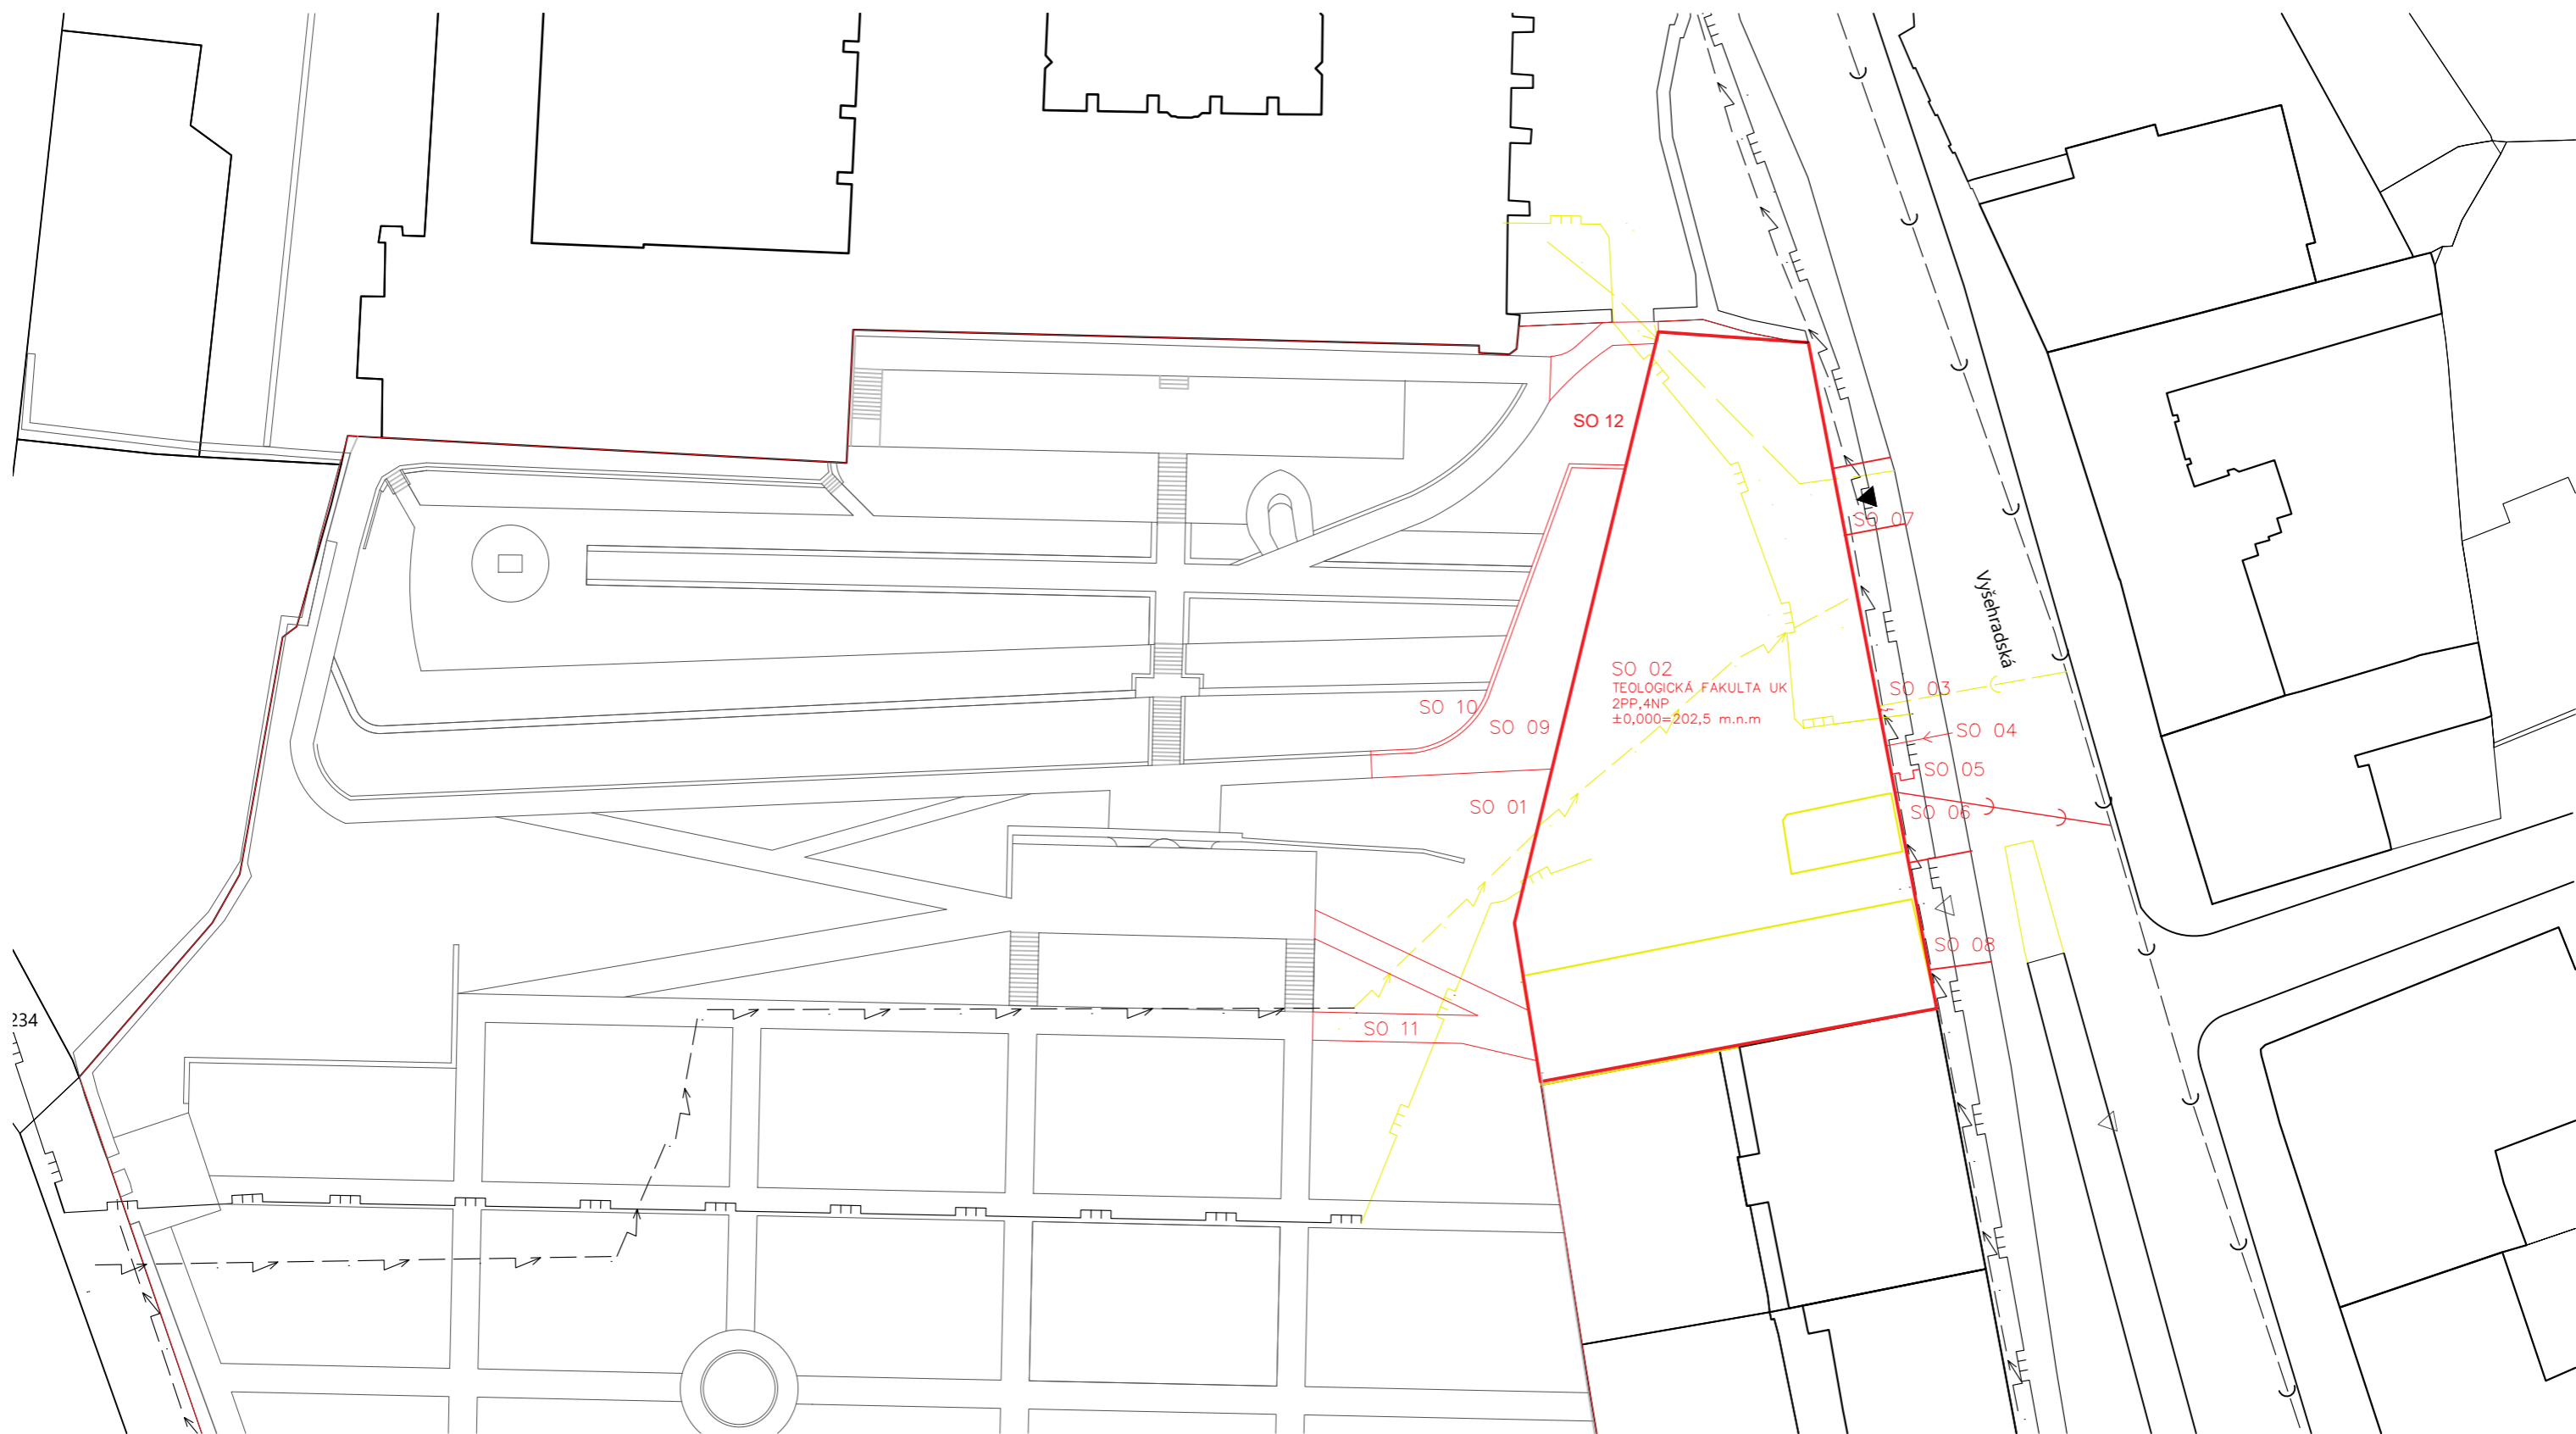 SO 12
SO 07
Vyšehradská
SO 02
TEOLOGICKÁ FAKULTA UK
2PP,4NP
±0,000=202,5 m.n.m
SO 03
SO 10
SO 09
SO 04
SO 05
SO 01
SO 06
SO 08
234
SO 11